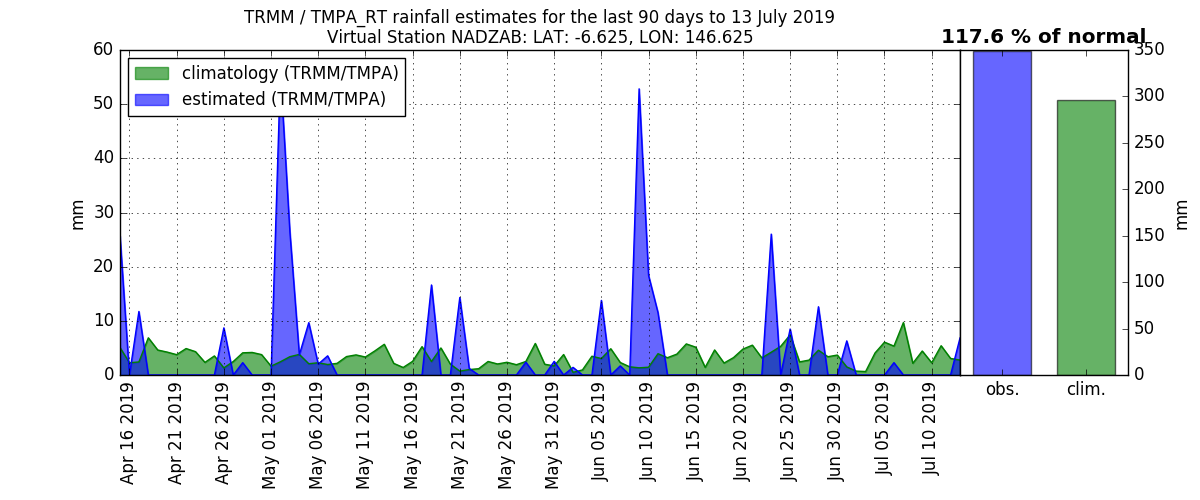 TRMM / TMPA_RT rainfall estimates for the last 90 days to 13 July 2019
Virtual Station NADZAB: LAT: -6.625, LON: 146.625
117.6 % of normal
climatology (TRMM/TMPA)
estimated (TRMM/TMPA)
60
50
40
30
20
10
0
mm
350
300
250
200
150
100
50
0
mm
Apr 16 2019
Apr 21 2019
Apr 26 2019
May 01 2019
May 06 2019
May 11 2019
May 16 2019
May 21 2019
May 26 2019
May 31 2019
Jun 05 2019
Jun 10 2019
Jun 15 2019
Jun 20 2019
Jun 25 2019
Jun 30 2019
Jul 05 2019
Jul 10 2019
obs.
clim.